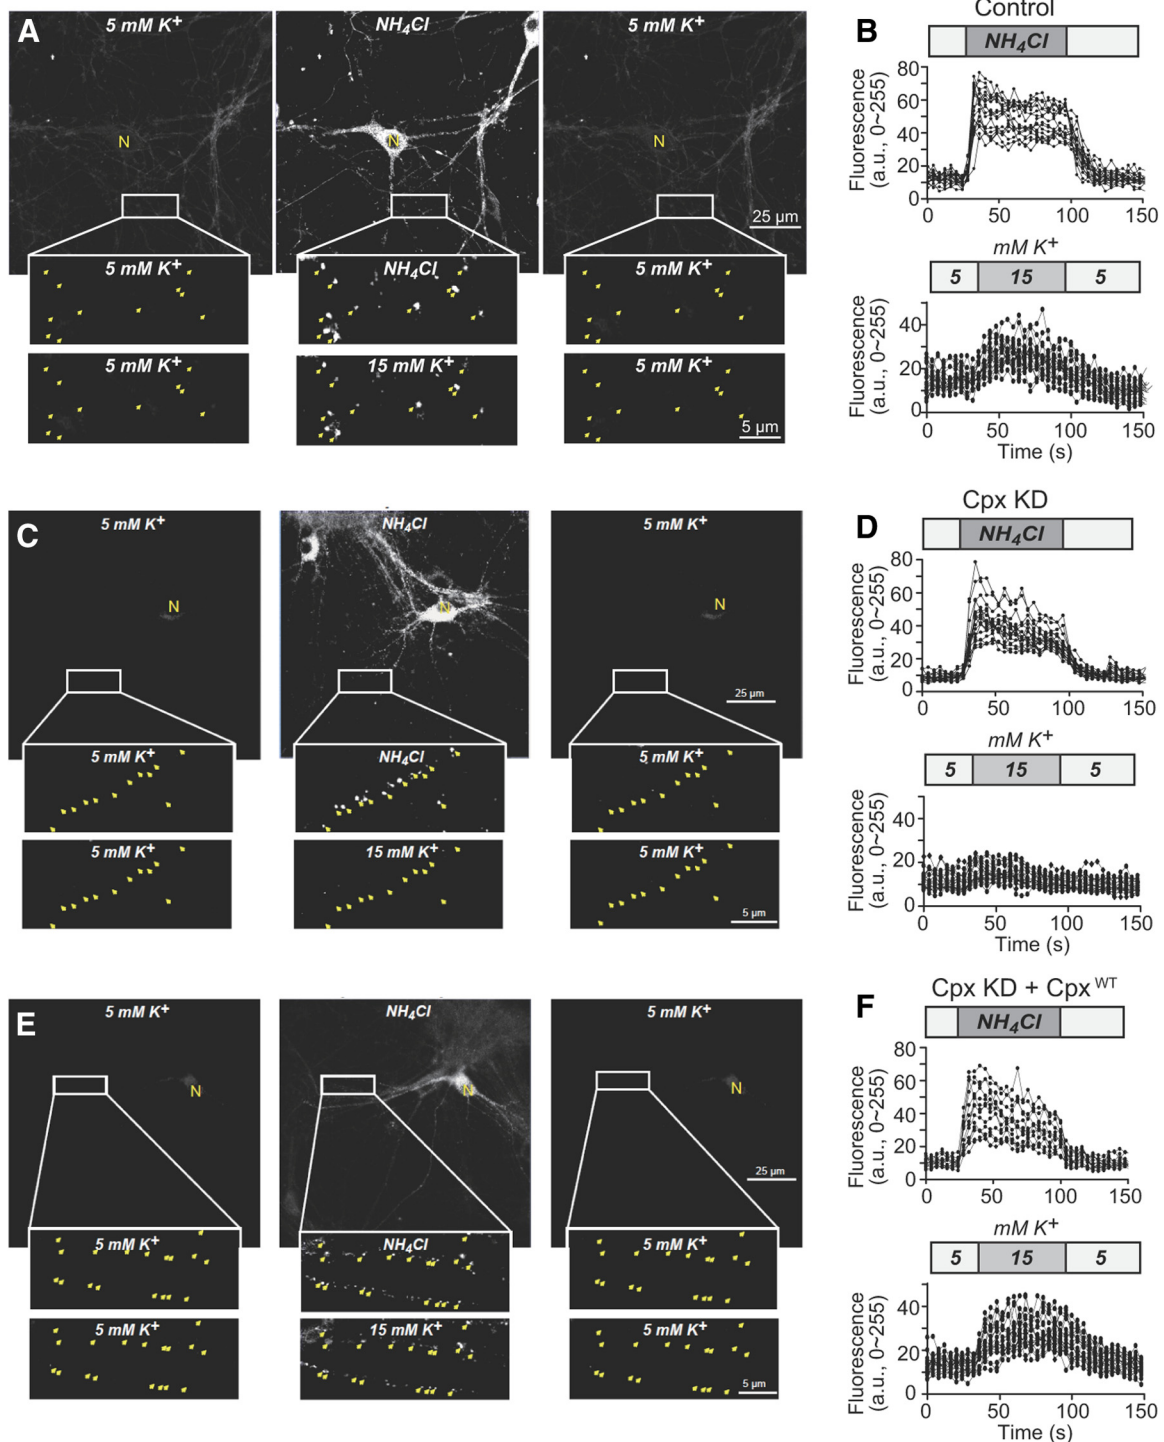 A
5 mM K+
NH4Cl
5 mM K+
N
N
N
25 µm
5 mM K+
NH4Cl
5 mM K+
5 mM K+
15 mM K+
5 mM K+
5 µm
B
Control
NH4Cl
Fluorescence
(a.u., 0~255)
80
60
40
20
0
0
50
100
150
mM K+
5
15
5
Fluorescence
(a.u., 0~255)
40
20
0
0
50
100
150
Time (s)
C
5 mM K+
NH4Cl
5 mM K+
N
N
N
25 µm
5 mM K+
NH4Cl
5 mM K+
5 mM K+
15 mM K+
5 mM K+
5 µm
D
Cpx KD
NH4Cl
Fluorescence
(a.u., 0~255)
80
60
40
20
0
0
50
100
150
mM K+
5
15
5
Fluorescence
(a.u., 0~255)
40
20
0
0
50
100
150
Time (s)
E
5 mM K+
NH4Cl
5 mM K+
N
N
N
25 µm
5 mM K+
NH4Cl
5 mM K+
5 mM K+
15 mM K+
5 mM K+
5 µm
F
Cpx KD + Cpx WT
NH4Cl
Fluorescence
(a.u., 0~255)
80
60
40
20
0
0
50
100
150
mM K+
5
15
5
Fluorescence
(a.u., 0~255)
40
20
0
0
50
100
150
Time (s)